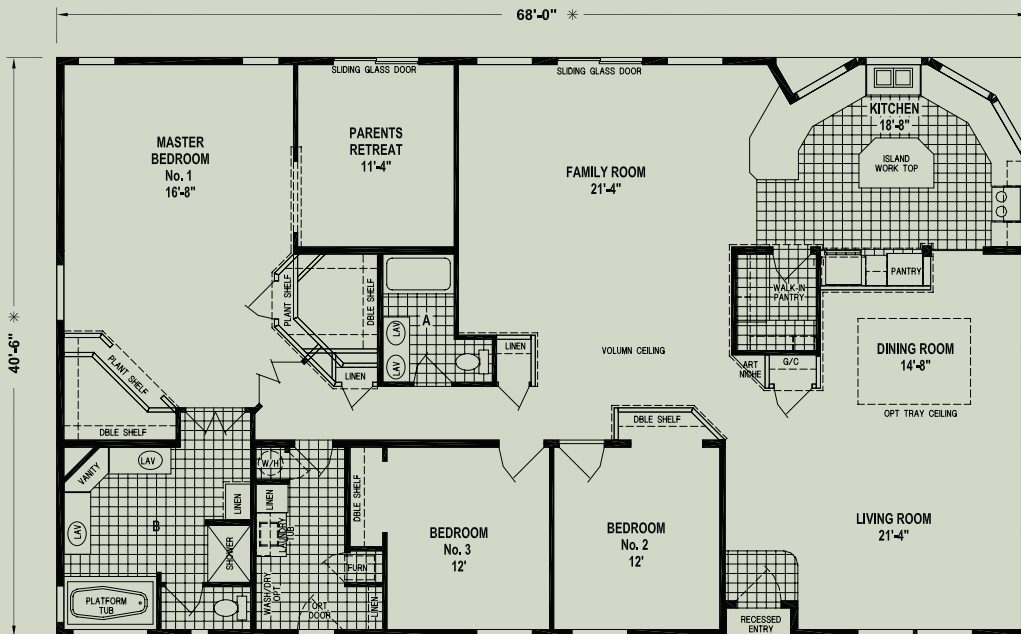 68'-0" ✳
40'-6" ✳
SLIDING GLASS DOOR
SLIDING GLASS DOOR
MASTER
BEDROOM
No. 1
16'-8"
PARENTS
RETREAT
11'-4"
FAMILY ROOM
21'-4"
KITCHEN
18'-8"
ISLAND
WORK TOP
PLANT SHELF
DBLE SHELF
LINEN
A
LAV
LAV
LINEN
VOLUMN CEILING
WALK-IN
PANTRY
PANTRY
ART
NICHE
G/C
DINING ROOM
14'-8"
OPT TRAY CEILING
PLANT SHELF
DBLE SHELF
DBLE SHELF
VANITY
LAV
LAV
LINEN
SHOWER
PLATFORM
TUB
W/H
LINEN
LAUNDRY
TUB
WASH/DRY
OPT
OPT
DOOR
DBLE SHELF
FURN
LINEN
BEDROOM
No. 3
12'
BEDROOM
No. 2
12'
LIVING ROOM
21'-4"
RECESSED
ENTRY